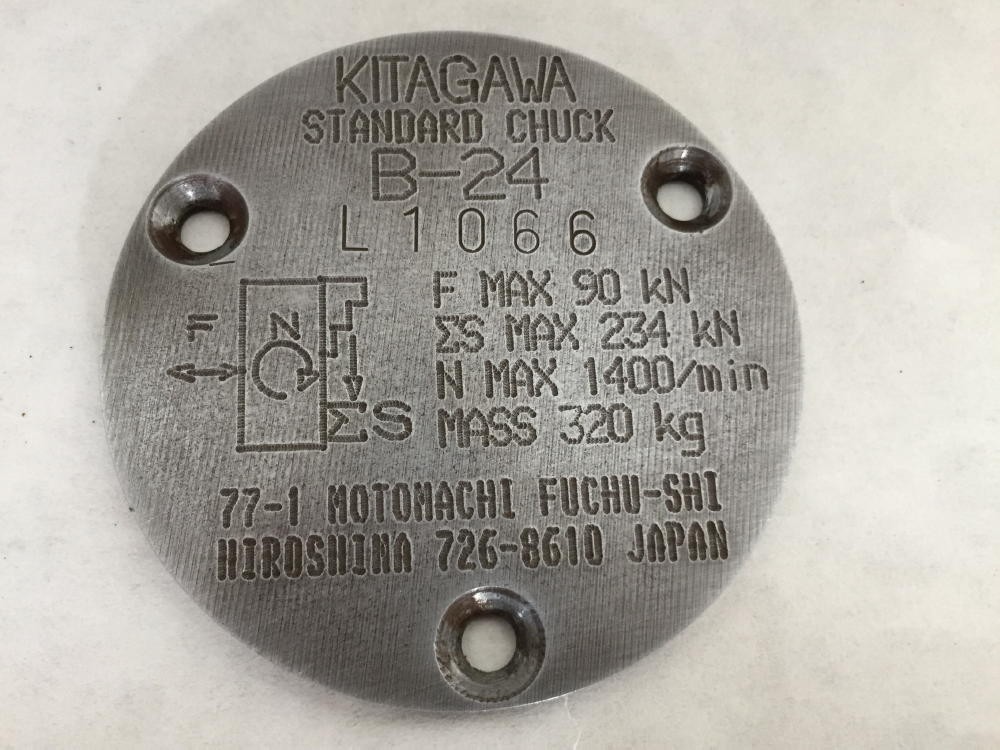 KITAGAWA
STANDARD CHUCK
B-24
L1066
F MAX 90 kN
ΣS MAX 234 kN
N MAX 1400/min
MASS 320 kg
F
N
ΣS
77-1 MOTOMACHI FUCHU-SHI
HIROSHIMA 726-8610 JAPAN